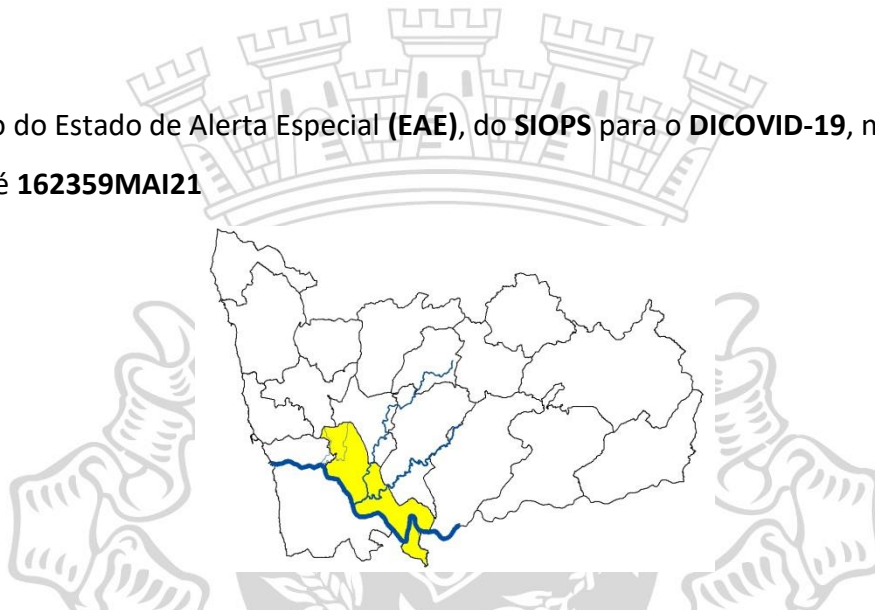 do Estado de Alerta Especial (EAE), do SIOPS para o DICOVID-19,
162359MAI21